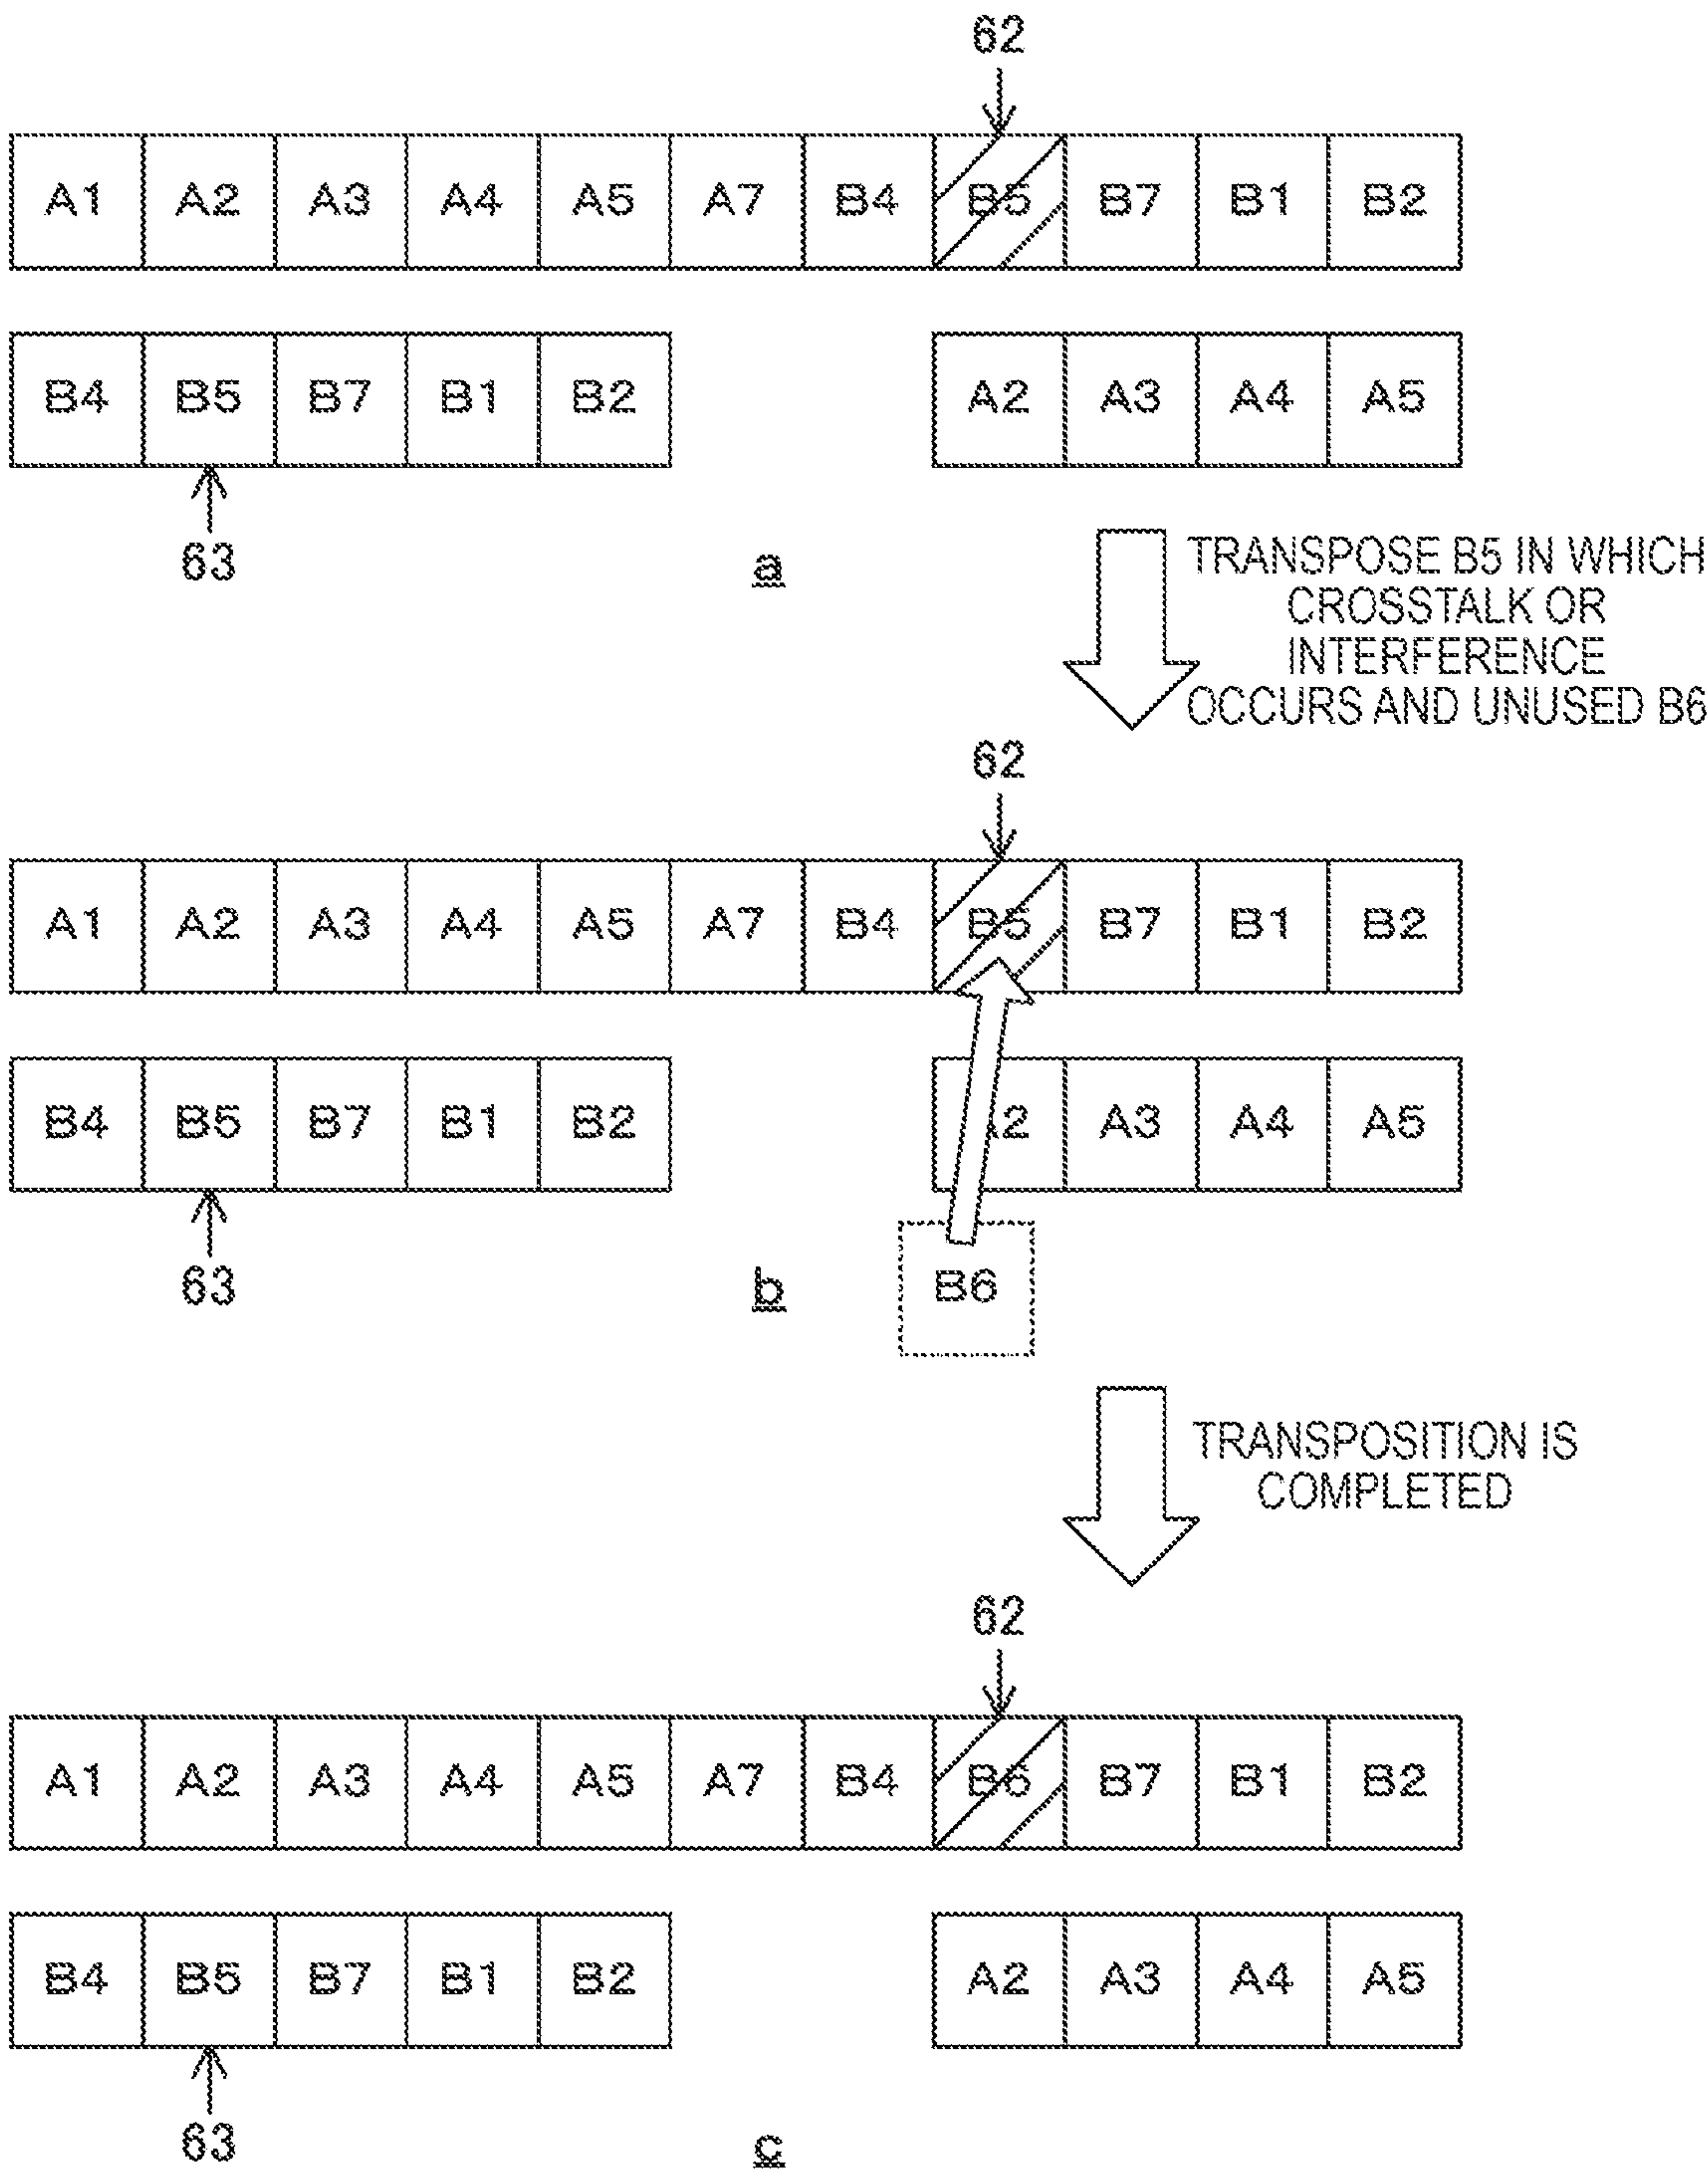 62
A1 A2 A3 A4 A5 A7 B4 B5 B7 B1 B2
B4 B5 B7 B1 B2 A2 A3 A4 A5
63
a
TRANSPOSE B5 IN WHICH
CROSSTALK OR
INTERFERENCE
OCCURS AND UNUSED B6
62
A1 A2 A3 A4 A5 A7 B4 B5 B7 B1 B2
B4 B5 B7 B1 B2 A2 A3 A4 A5
63
b
B6
TRANSPOSITION IS
COMPLETED
62
A1 A2 A3 A4 A5 A7 B4 B6 B7 B1 B2
B4 B5 B7 B1 B2 A2 A3 A4 A5
63
c